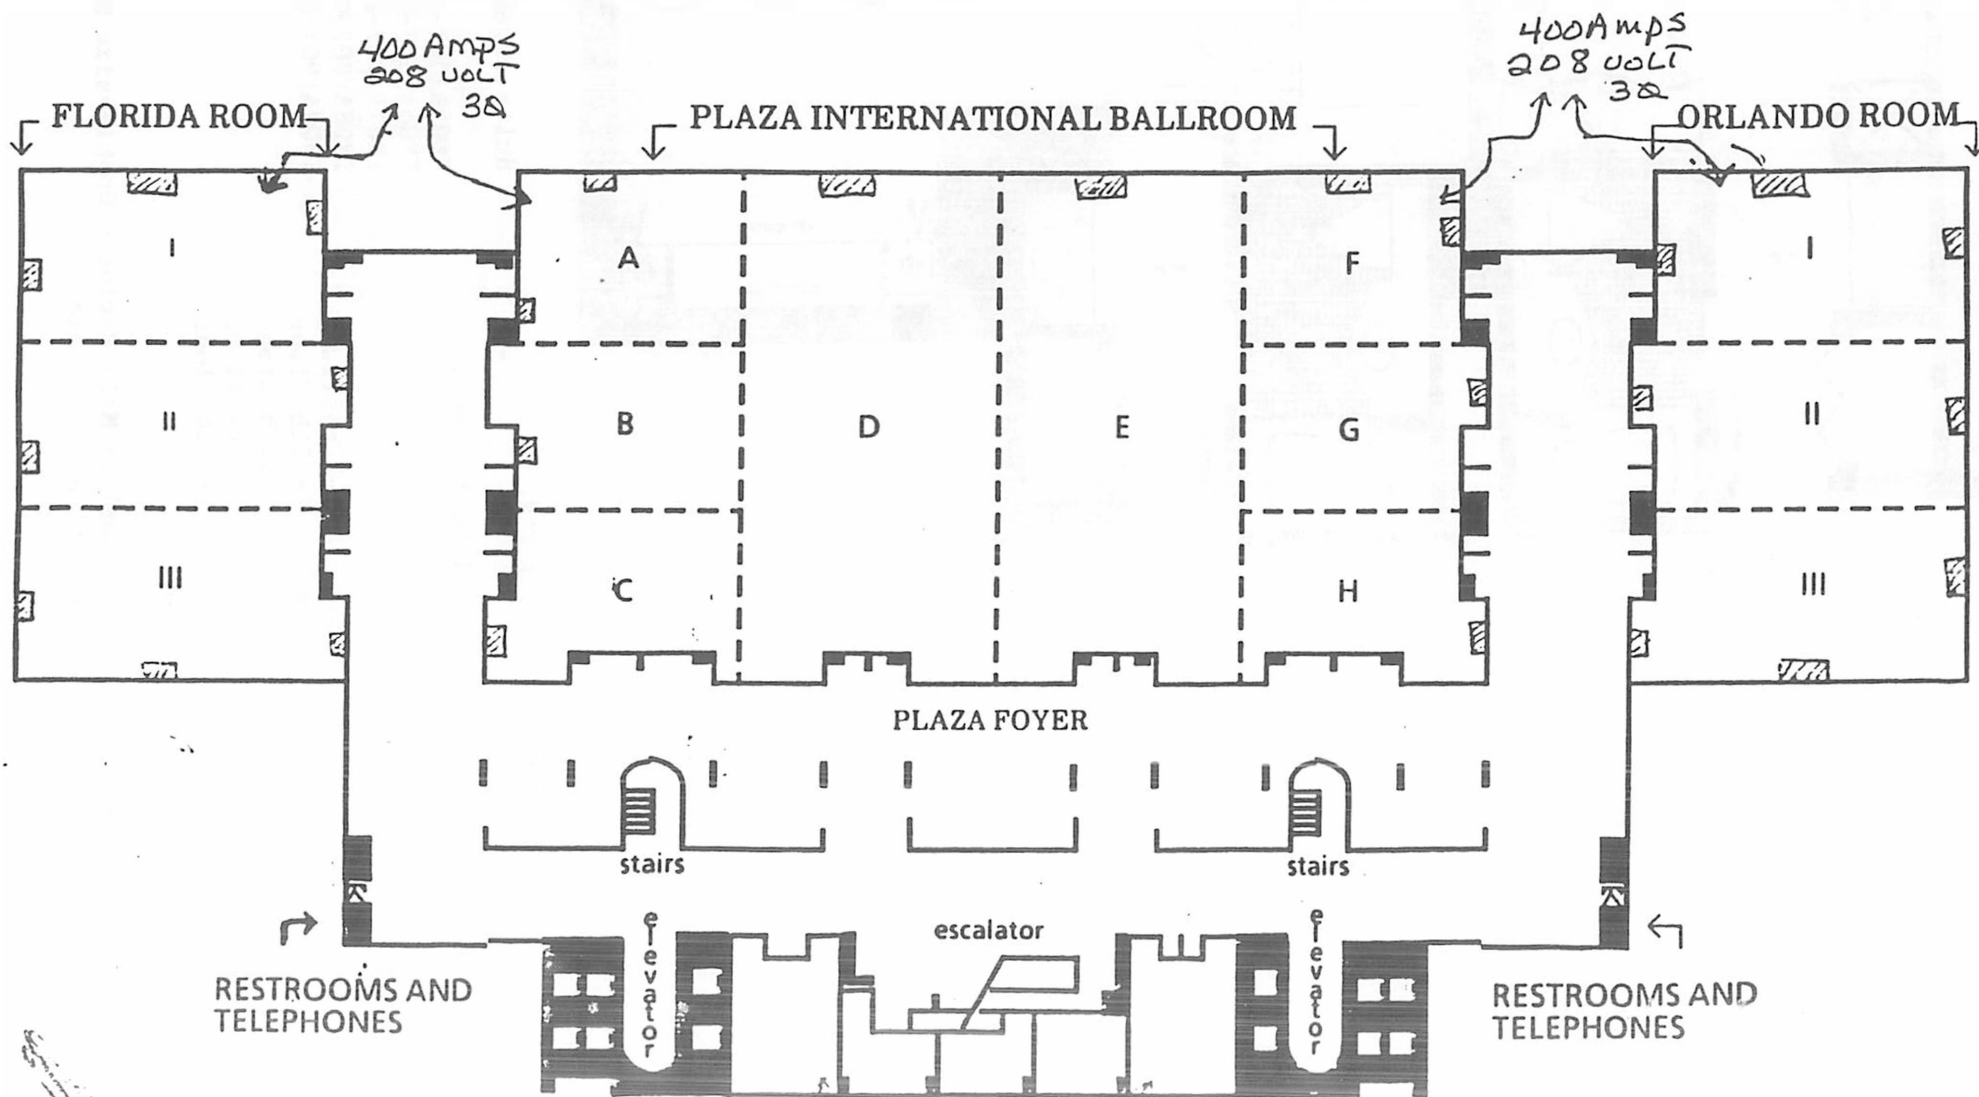 400 Amps
208 VOLT
3Ø
400 Amps
208 VOLT
3Ø
FLORIDA ROOM
PLAZA INTERNATIONAL BALLROOM
ORLANDO ROOM
I
A
F
I
II
B
D
E
G
II
III
C
H
III
PLAZA FOYER
stairs
stairs
elevator
escalator
elevator
RESTROOMS AND
TELEPHONES
RESTROOMS AND
TELEPHONES